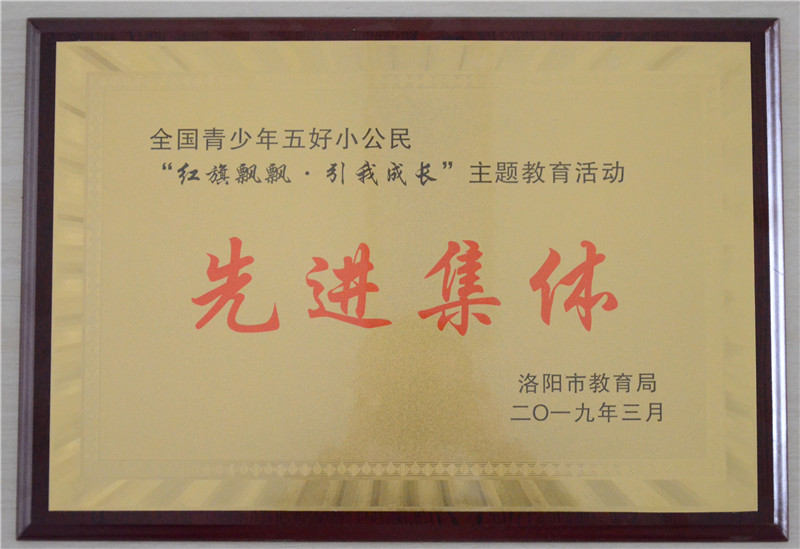 全国青少年五好小公民
“红旗飘飘·引我成长”主题教育活动
先进集体
洛阳市教育局
二〇一九年三月